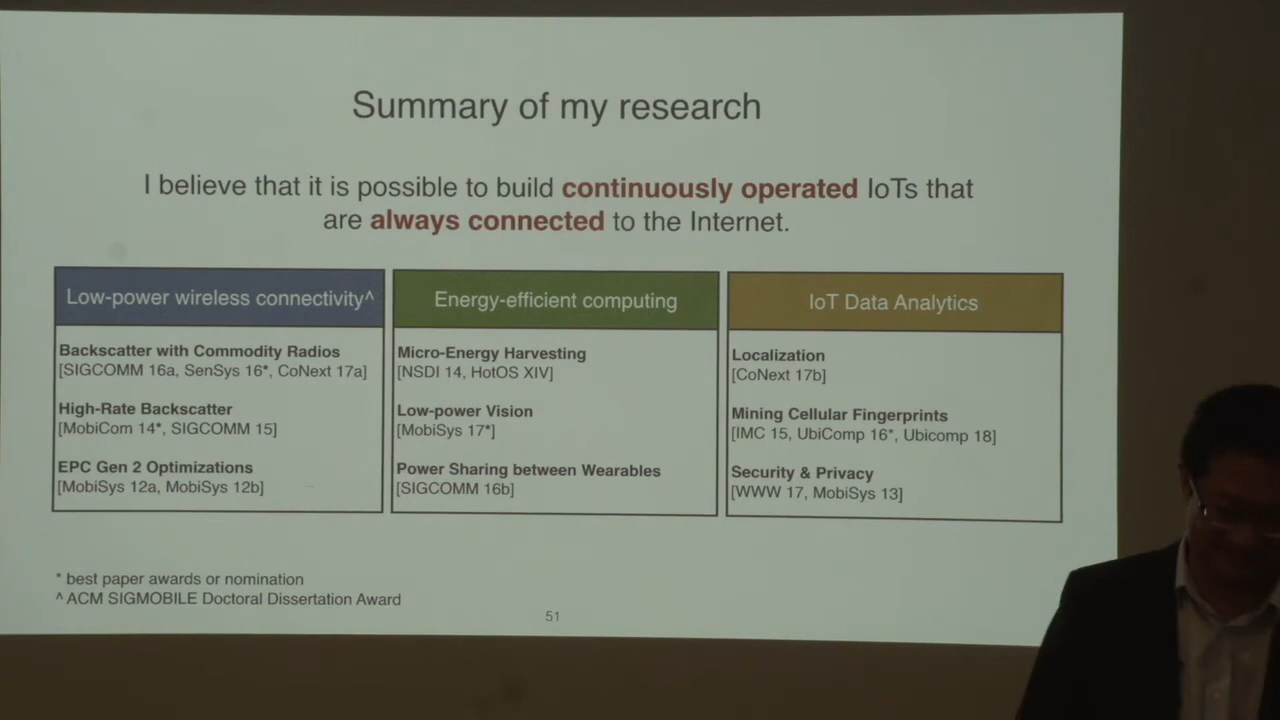 Summary of my research
I believe that it is possible to build continuously operated IoTs that
are always connected to the Internet.
Low-power wireless connectivity^
Backscatter with Commodity Radios
[SIGCOMM 16a, SenSys 16*, CoNext 17a]
High-Rate Backscatter
[MobiCom 14*, SIGCOMM 15]
EPC Gen 2 Optimizations
[MobiSys 12a, MobiSys 12b]
Energy-efficient computing
Micro-Energy Harvesting
[NSDI 14, HotOS XIV]
Low-power Vision
[MobiSys 17*]
Power Sharing between Wearables
[SIGCOMM 16b]
IoT Data Analytics
Localization
[CoNext 17b]
Mining Cellular Fingerprints
[IMC 15, UbiComp 16*, Ubicomp 18]
Security & Privacy
[WWW 17, MobiSys 13]
* best paper awards or nomination
^ ACM SIGMOBILE Doctoral Dissertation Award
51